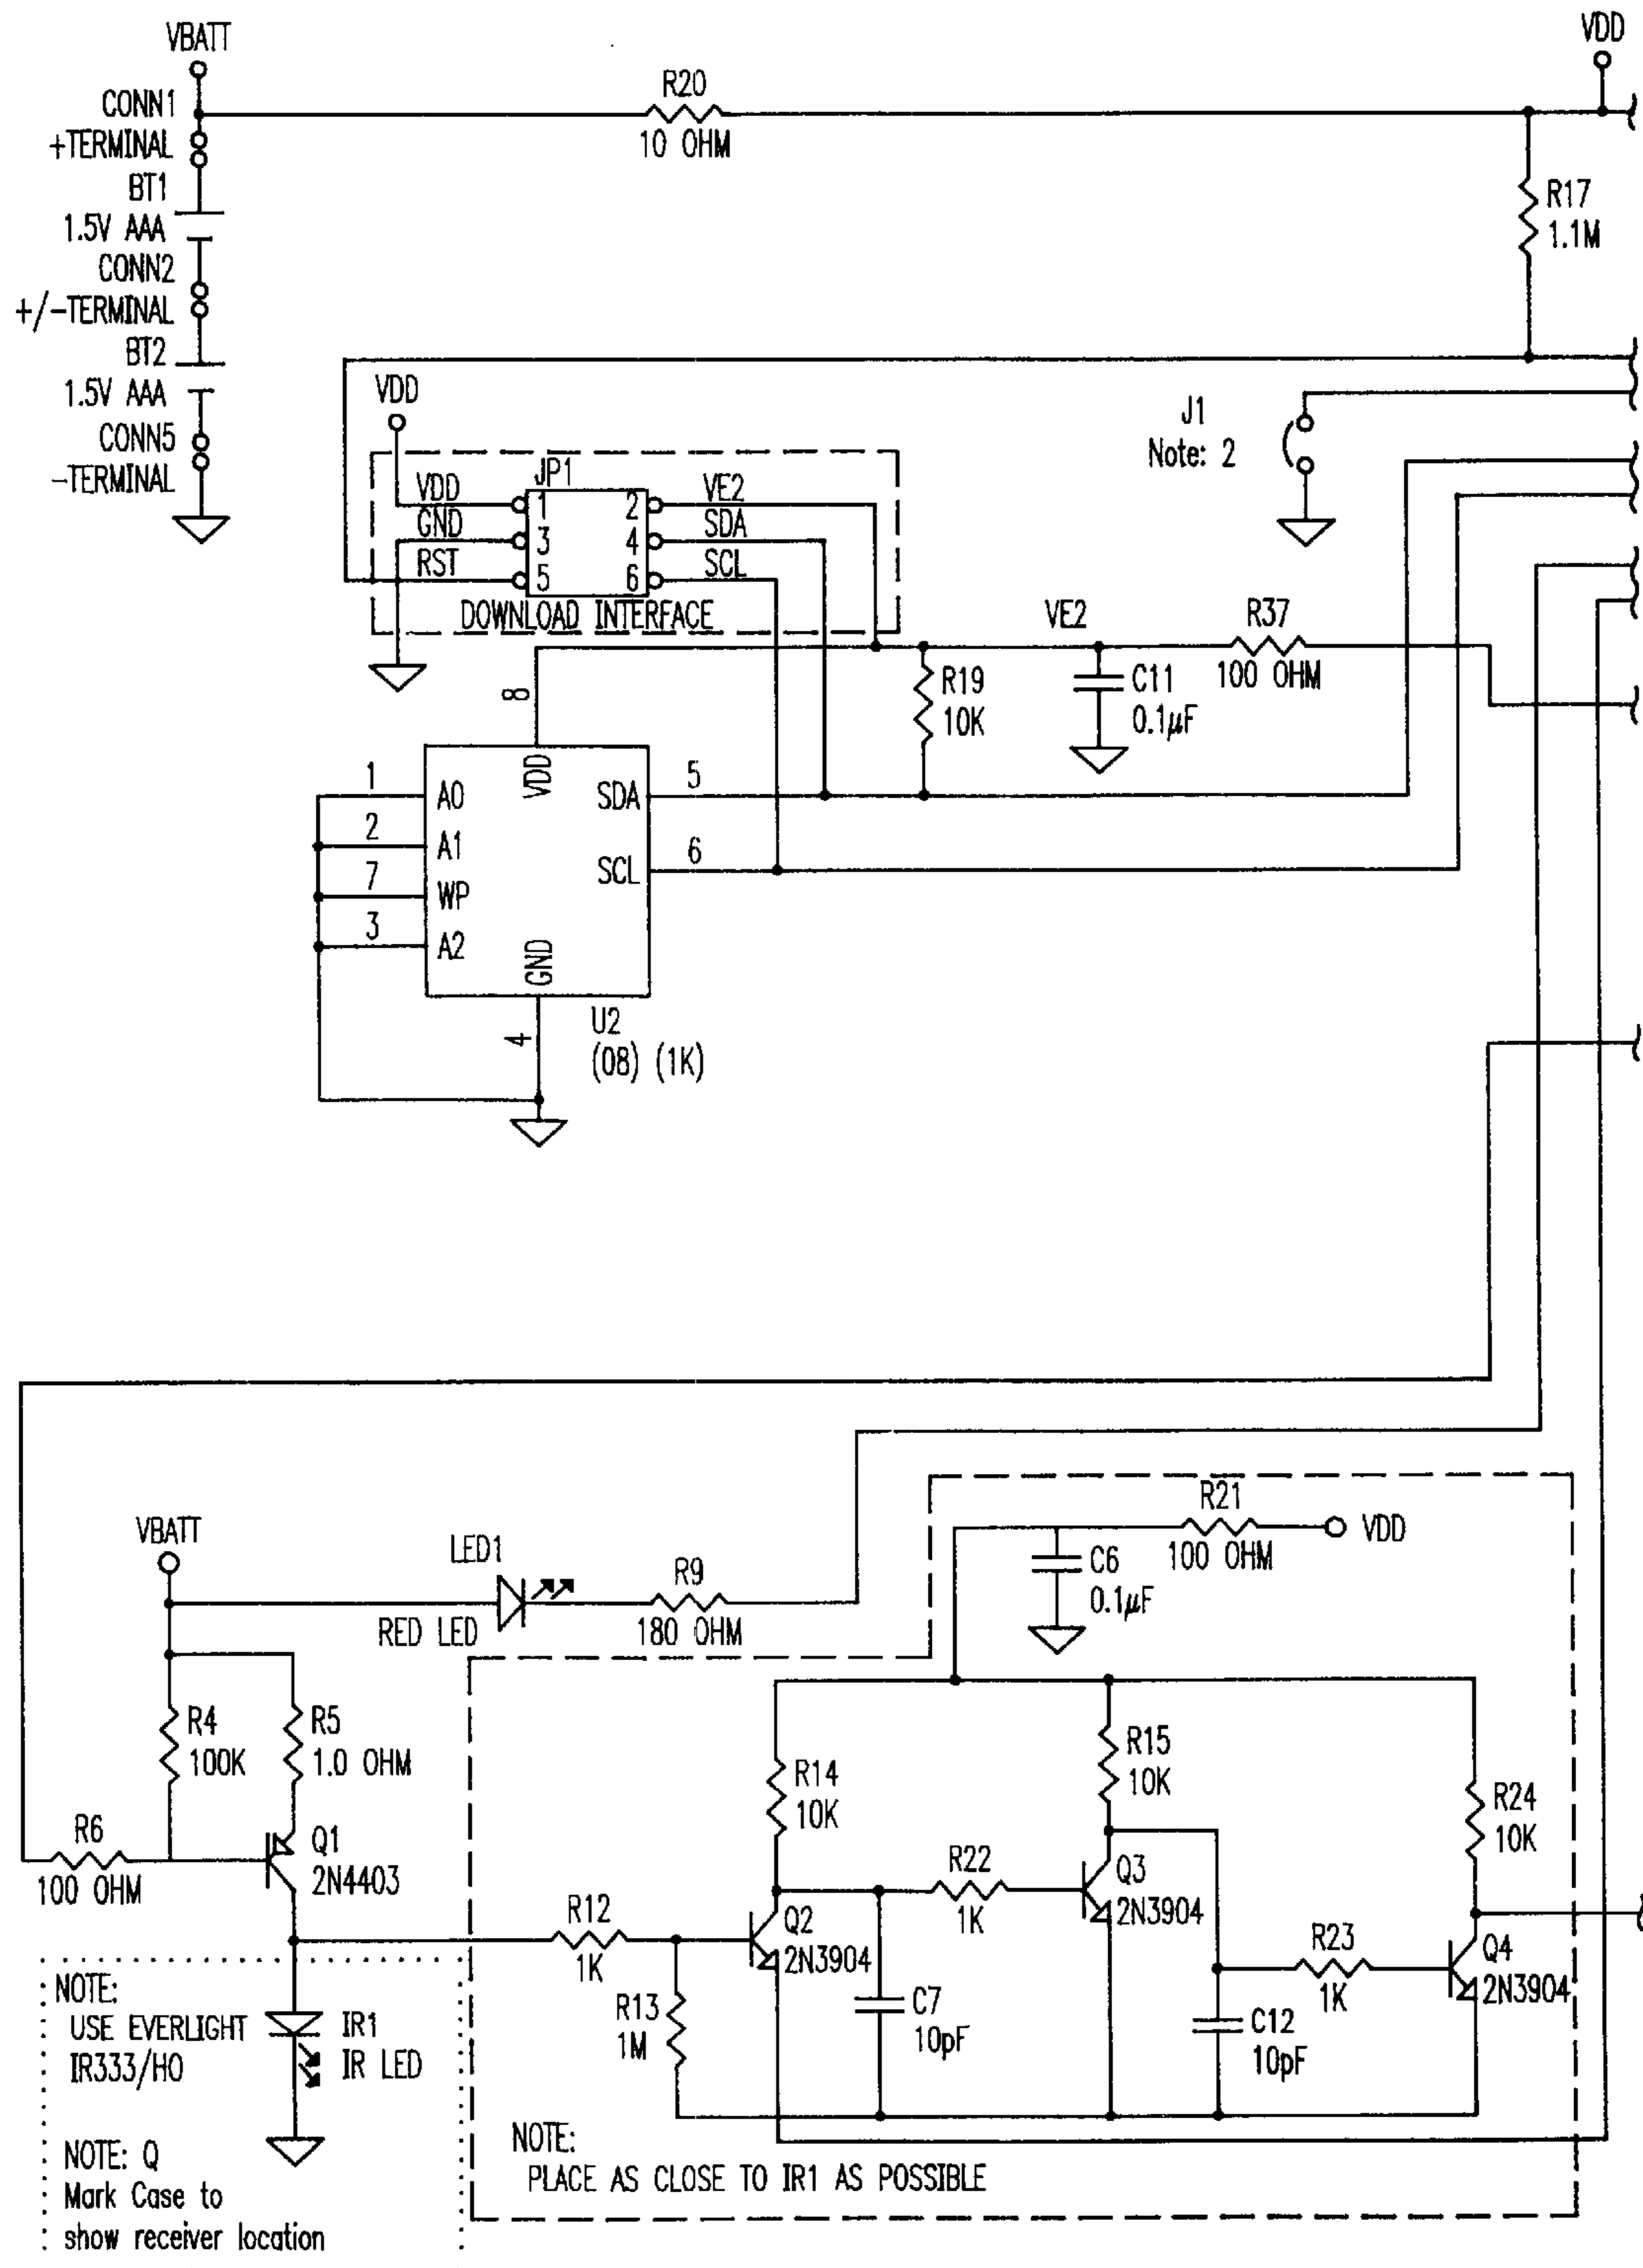 VBATT
VDD
CONN1
+TERMINAL
R20
10 OHM
BT1
1.5V AAA
R17
1.1M
CONN2
+/-TERMINAL
BT2
1.5V AAA
VDD
J1
Note: 2
CONN5
-TERMINAL
JP1
VDD
1
2
VE2
GND
3
4
SDA
RST
5
6
SCL
DOWNLOAD INTERFACE
VE2
R37
100 OHM
8
R19
10K
C11
0.1µF
VDD
1
A0
SDA
5
2
A1
7
WP
SCL
6
3
A2
GND
4
U2
(08) (1K)
VBATT
LED1
RED LED
R9
180 OHM
R21
100 OHM
VDD
C6
0.1µF
R4
100K
R5
1.0 OHM
R14
10K
R15
10K
R24
10K
R6
100 OHM
Q1
2N4403
R22
1K
Q3
2N3904
R12
1K
Q2
2N3904
R23
1K
Q4
2N3904
R13
1M
C7
10pF
C12
10pF
NOTE:
USE EVERLIGHT
IR333/HO
IR1
IR LED
NOTE: Q
Mark Case to
show receiver location
NOTE:
PLACE AS CLOSE TO IR1 AS POSSIBLE